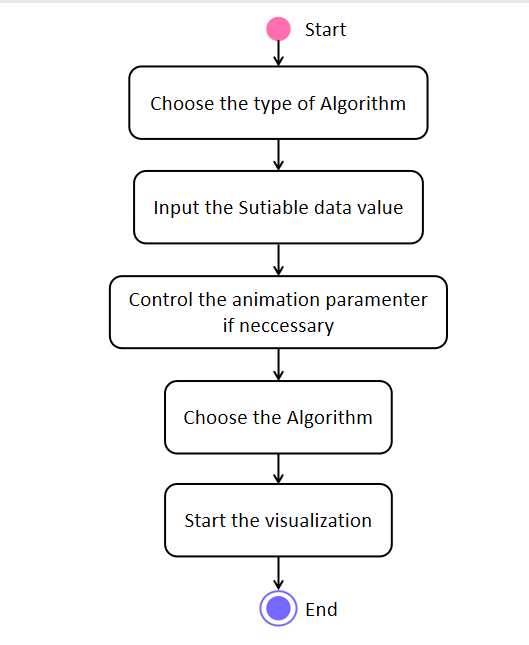 Start
Choose the type of Algorithm
Input the Sutiable data value
Control the animation paramenter
if neccessary
Choose the Algorithm
Start the visualization
End